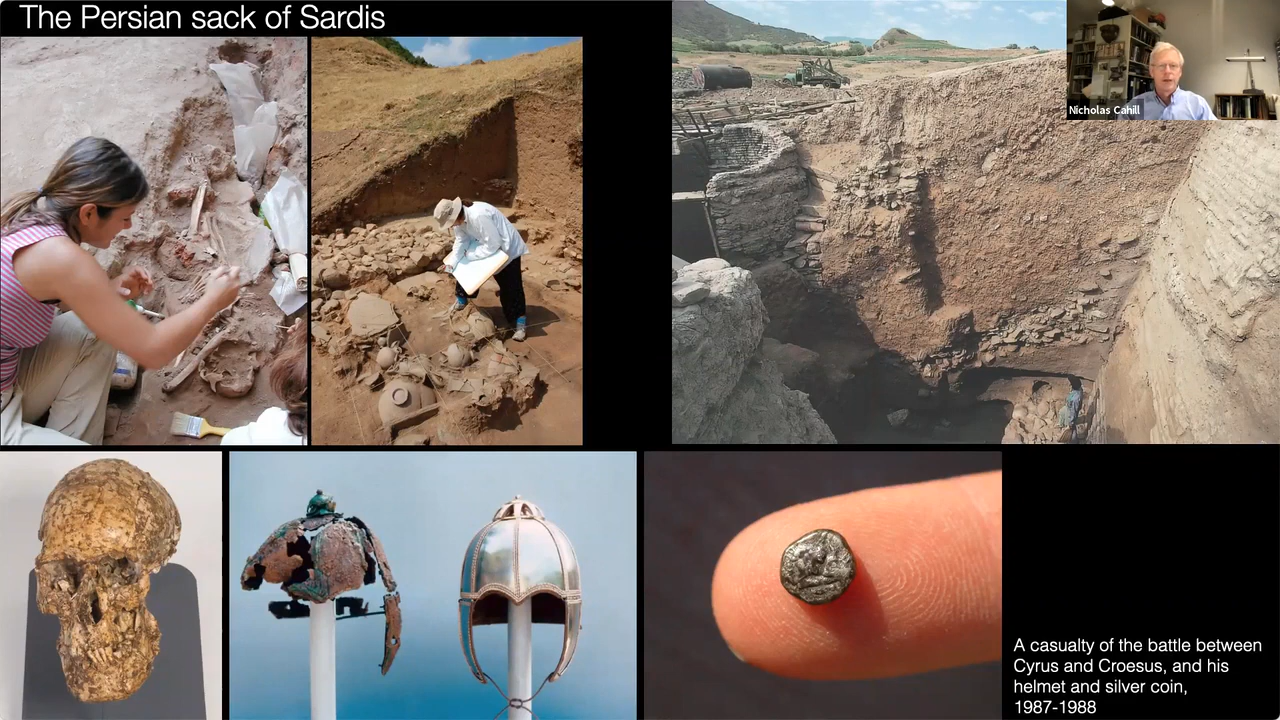 The Persian sack of Sardis
Nicholas Cahill
A casualty of the battle between
Cyrus and Croesus, and his
helmet and silver coin,
1987-1988